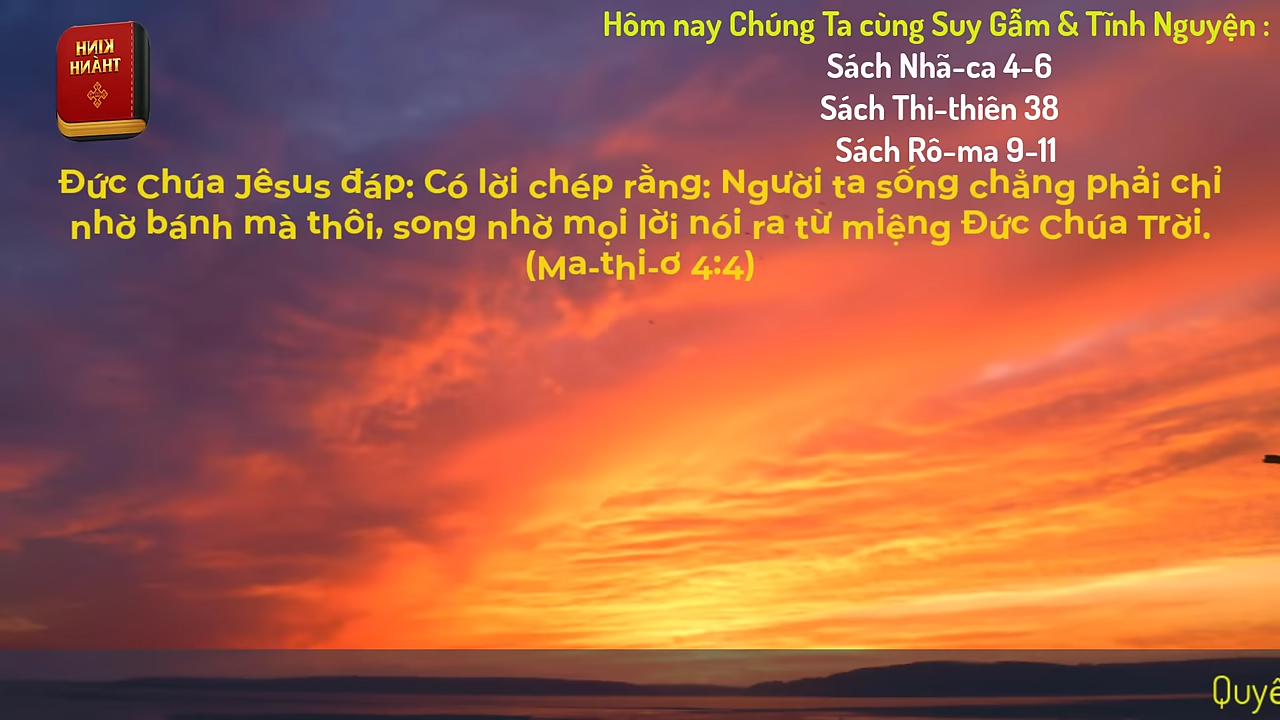 KINH
THÁNH
Hôm nay Chúng Ta cùng Suy Gẫm & Tĩnh Nguyện :
Sách Nhã-ca 4-6
Sách Thi-thiên 38
Sách Rô-ma 9-11
Đức Chúa Jêsus đáp: Có lời chép rằng: Người ta sống chẳng phải chỉ
nhờ bánh mà thôi, song nhờ mọi lời nói ra từ miệng Đức Chúa Trời.
(Ma-thi-ơ 4:4)